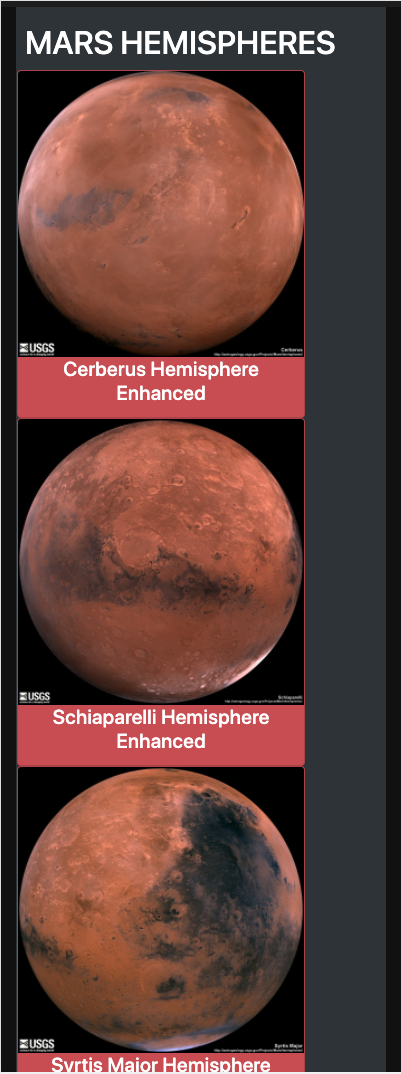 MARS HEMISPHERES
Cerberus
USGS
Cerberus Hemisphere
Enhanced
Schiaparelli
USGS
Schiaparelli Hemisphere
Enhanced
Syrtis Major
USGS
Syrtis Major Hemisphere